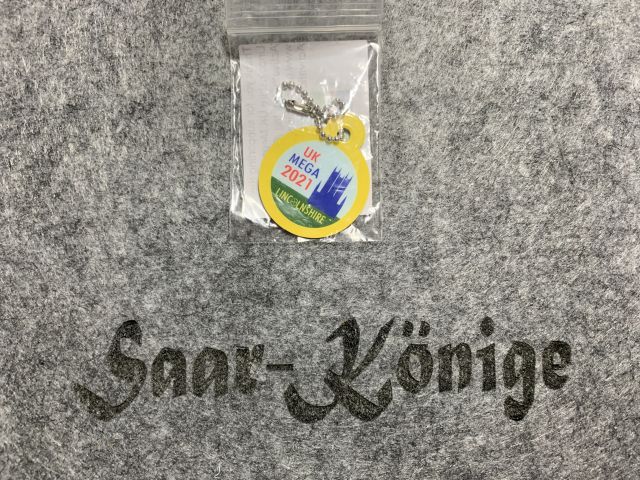 UK
MEGA
2021
LINCOLNSHIRE
Saar-Könige